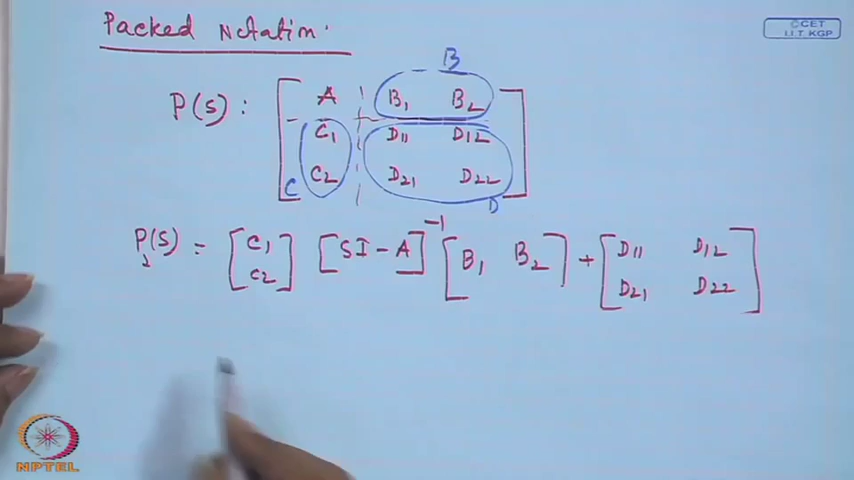 Packed Notation.
©CET
I.I.T. KGP
B
P(S) : [ A B₁ B₂
C₁ D₁₁ D₁₂
C₂ D₂₁ D₂₂ ]
C D
P₂(S) = [C₁ C₂] [SI - A]⁻¹ [B₁ B₂] + [D₁₁ D₁₂ D₂₁ D₂₂]
NPTEL